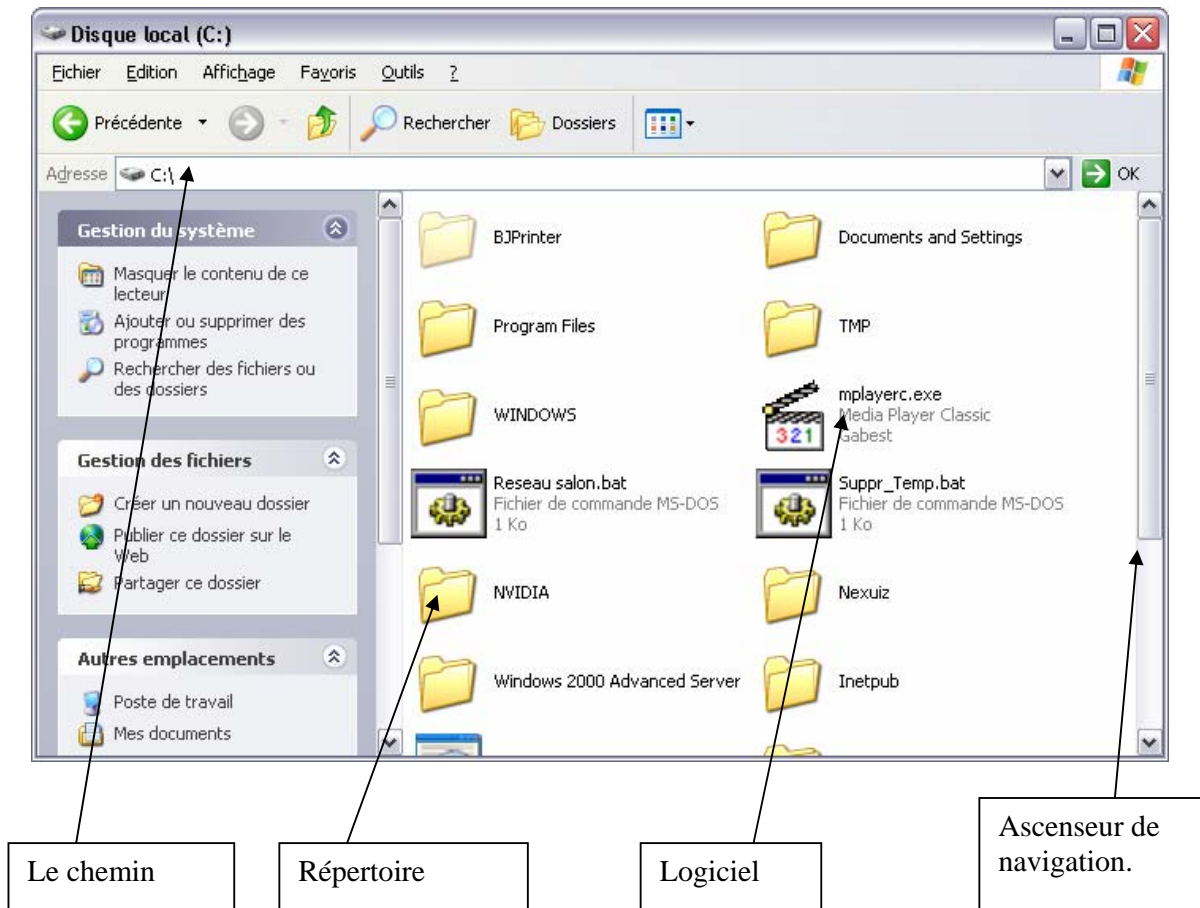 Disque local (C:)
Fichier Edition Affichage Favoris Outils ?
Précédente Rechercher Dossiers
Adresse C:\ OK
Gestion du système
Masquer le contenu de ce
lecteur
Ajouter ou supprimer des
programmes
Rechercher des fichiers ou
des dossiers
Gestion des fichiers
Créer un nouveau dossier
Publier ce dossier sur le
Web
Partager ce dossier
Autres emplacements
Poste de travail
Mes documents
BJPrinter
Documents and Settings
Program Files
TMP
WINDOWS
mplayerc.exe
Media Player Classic
Gabest
321
Reseau salon.bat
Fichier de commande MS-DOS
1 Ko
Suppr_Temp.bat
Fichier de commande MS-DOS
1 Ko
NVIDIA
Nexuiz
Windows 2000 Advanced Server
Inetpub
Le chemin
Répertoire
Logiciel
Ascenseur de
navigation.